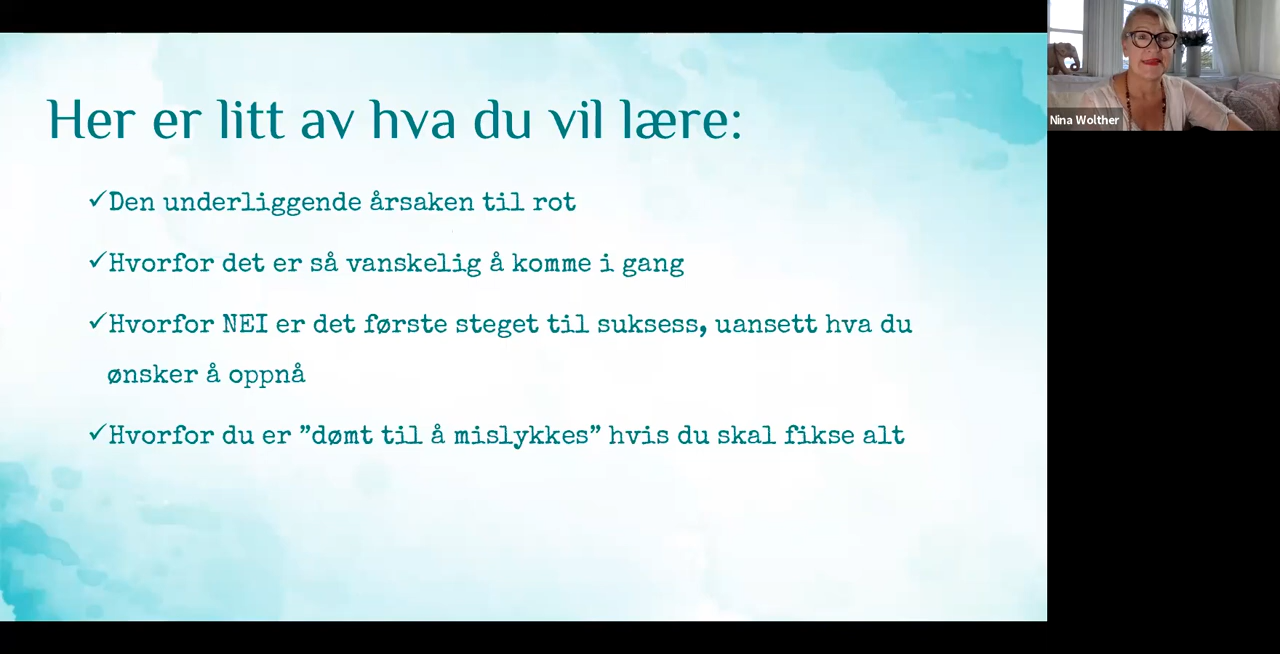 Her er litt av hva du vil lære:
✓Den underliggende årsaken til rot
✓Hvorfor det er så vanskelig å komme i gang
✓Hvorfor NEI er det første steget til suksess, uansett hva du
ønsker å oppnå
✓Hvorfor du er ”dømt til å mislykkes” hvis du skal fikse alt
Nina Wolther